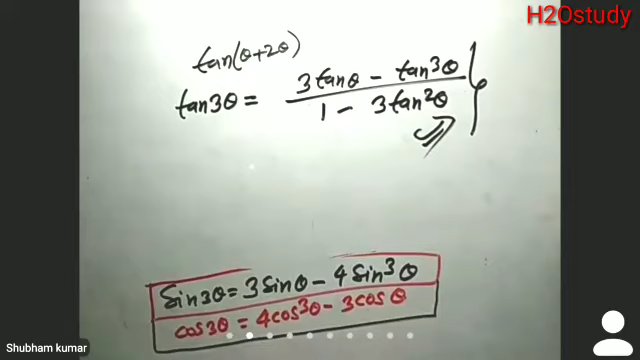 H2Ostudy
tan(θ+2θ)
tan3θ = 3tanθ - tan³θ / 1 - 3tan²θ
Sin3θ = 3Sinθ - 4Sin³θ
cos3θ = 4cos³θ - 3cosθ
Shubham kumar